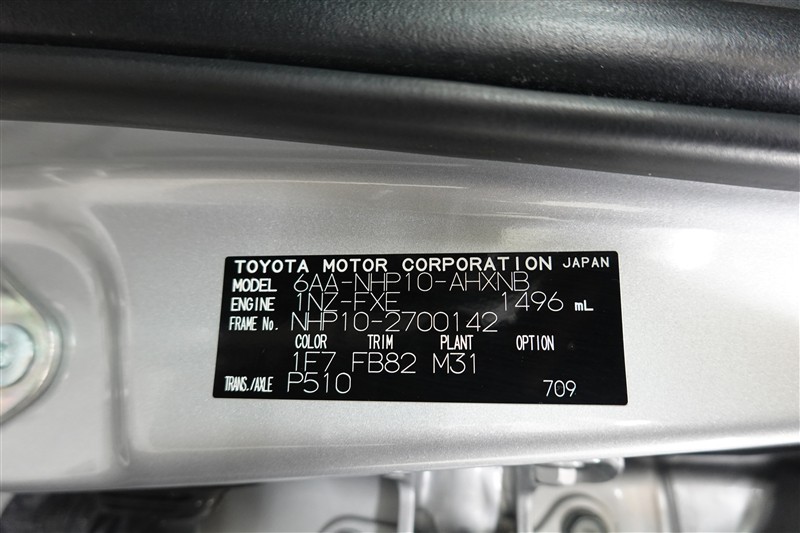 TOYOTA MOTOR CORPORATION JAPAN
MODEL 6AA-NHP10-AHXNB
ENGINE 1NZ-FXE 1496 mL
FRAME No. NHP10-2700142
COLOR TRIM PLANT OPTION
1F7 FB82 M31
TRANS./AXLE P510 709